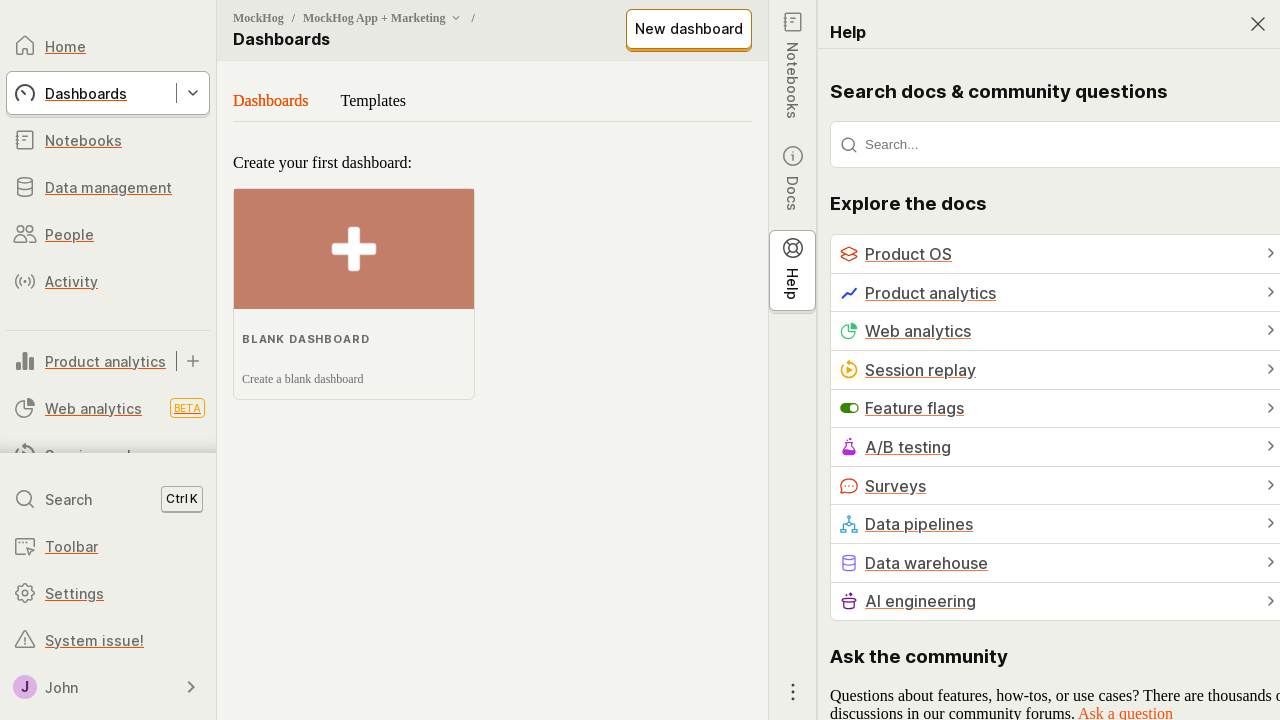 Home
Dashboards
Notebooks
Data management
People
Activity
Product analytics
Web analytics
BETA
Search
Ctrl K
Toolbar
Settings
System issue!
J
John
MockHog / MockHog App + Marketing /
Dashboards
New dashboard
Dashboards
Templates
Create your first dashboard:
BLANK DASHBOARD
Create a blank dashboard
Notebooks
Docs
Help
Help
Search docs & community questions
Search...
Explore the docs
Product OS
Product analytics
Web analytics
Session replay
Feature flags
A/B testing
Surveys
Data pipelines
Data warehouse
AI engineering
Ask the community
Questions about features, how-tos, or use cases? There are thousands
discussions in our community forums. Ask a question